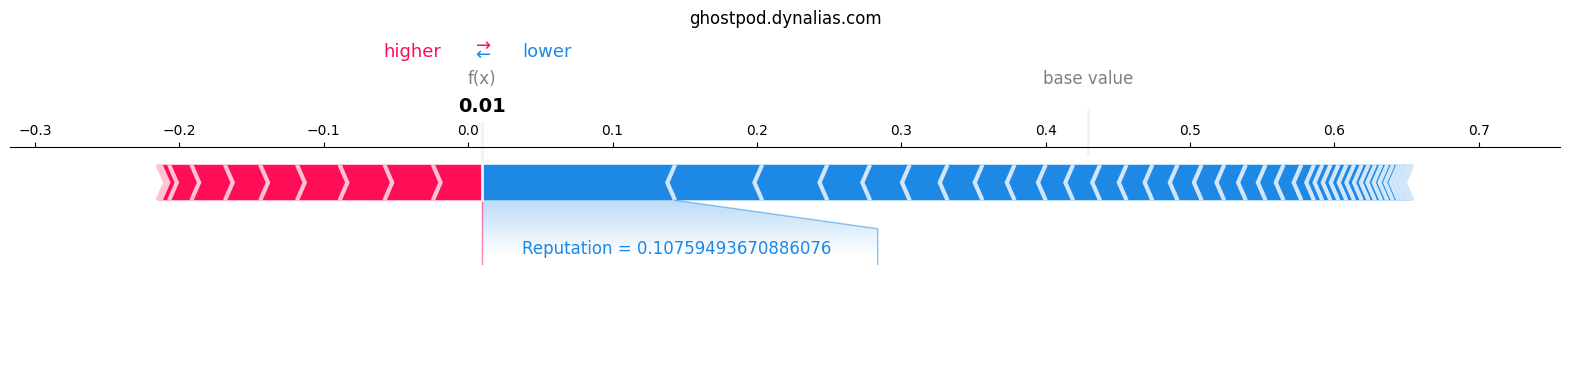 ghostpod.dynalias.com
higher → ← lower
f(x) base value
0.01
−0.3 −0.2 −0.1 0.0 0.1 0.2 0.3 0.4 0.5 0.6 0.7
Reputation = 0.10759493670886076